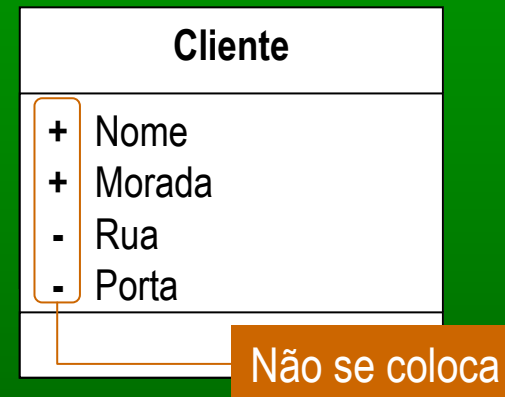 Cliente
+ Nome
+ Morada
- Rua
- Porta
Não se coloca